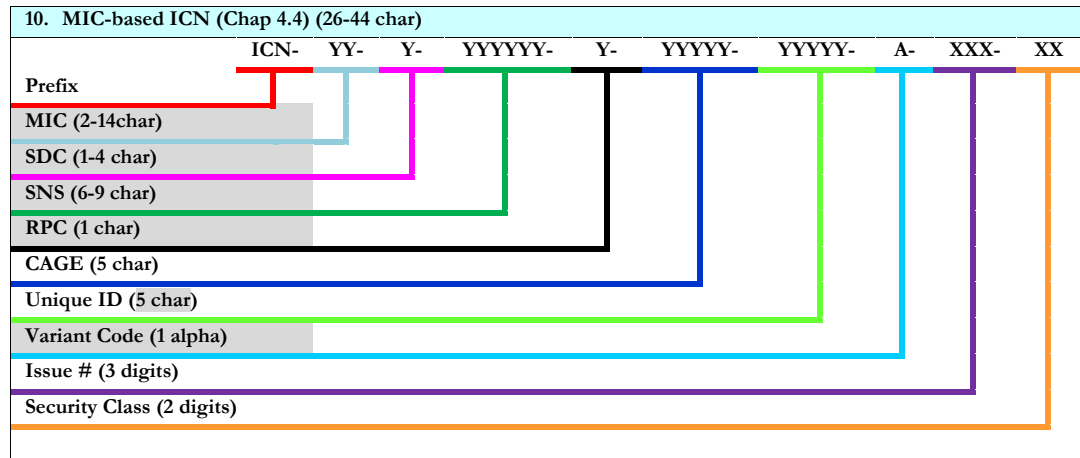 10. MIC-based ICN (Chap 4.4) (26-44 char)
ICN- YY- Y- YYYYYY- Y- YYYYY- YYYYY- A- XXX- XX
Prefix
MIC (2-14char)
SDC (1-4 char)
SNS (6-9 char)
RPC (1 char)
CAGE (5 char)
Unique ID (5 char)
Variant Code (1 alpha)
Issue # (3 digits)
Security Class (2 digits)